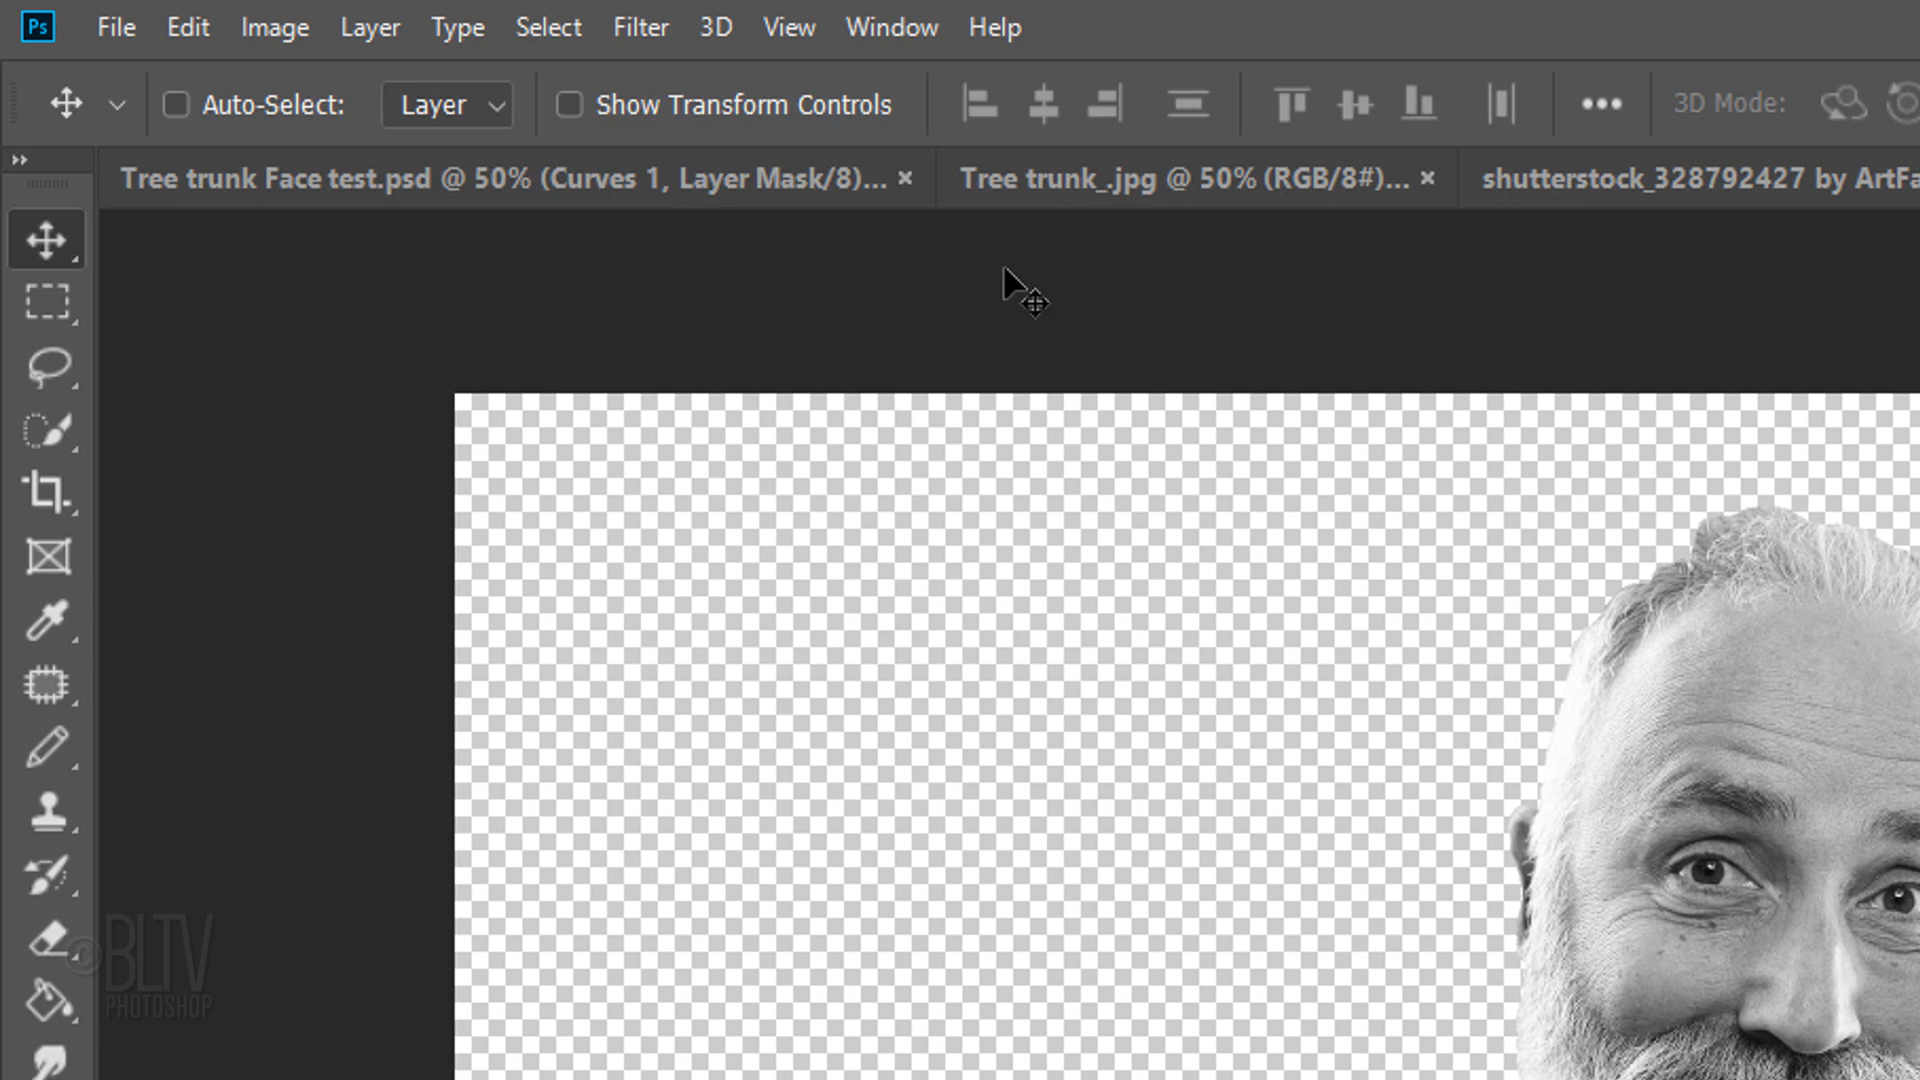 Ps File Edit Image Layer Type Select Filter 3D View Window Help
Auto-Select: Layer Show Transform Controls 3D Mode:
Tree trunk Face test.psd @ 50% (Curves 1, Layer Mask/8)... × Tree trunk_.jpg @ 50% (RGB/8#)... × shutterstock_328792427 by ArtFa
©BLTV
PHOTOSHOP